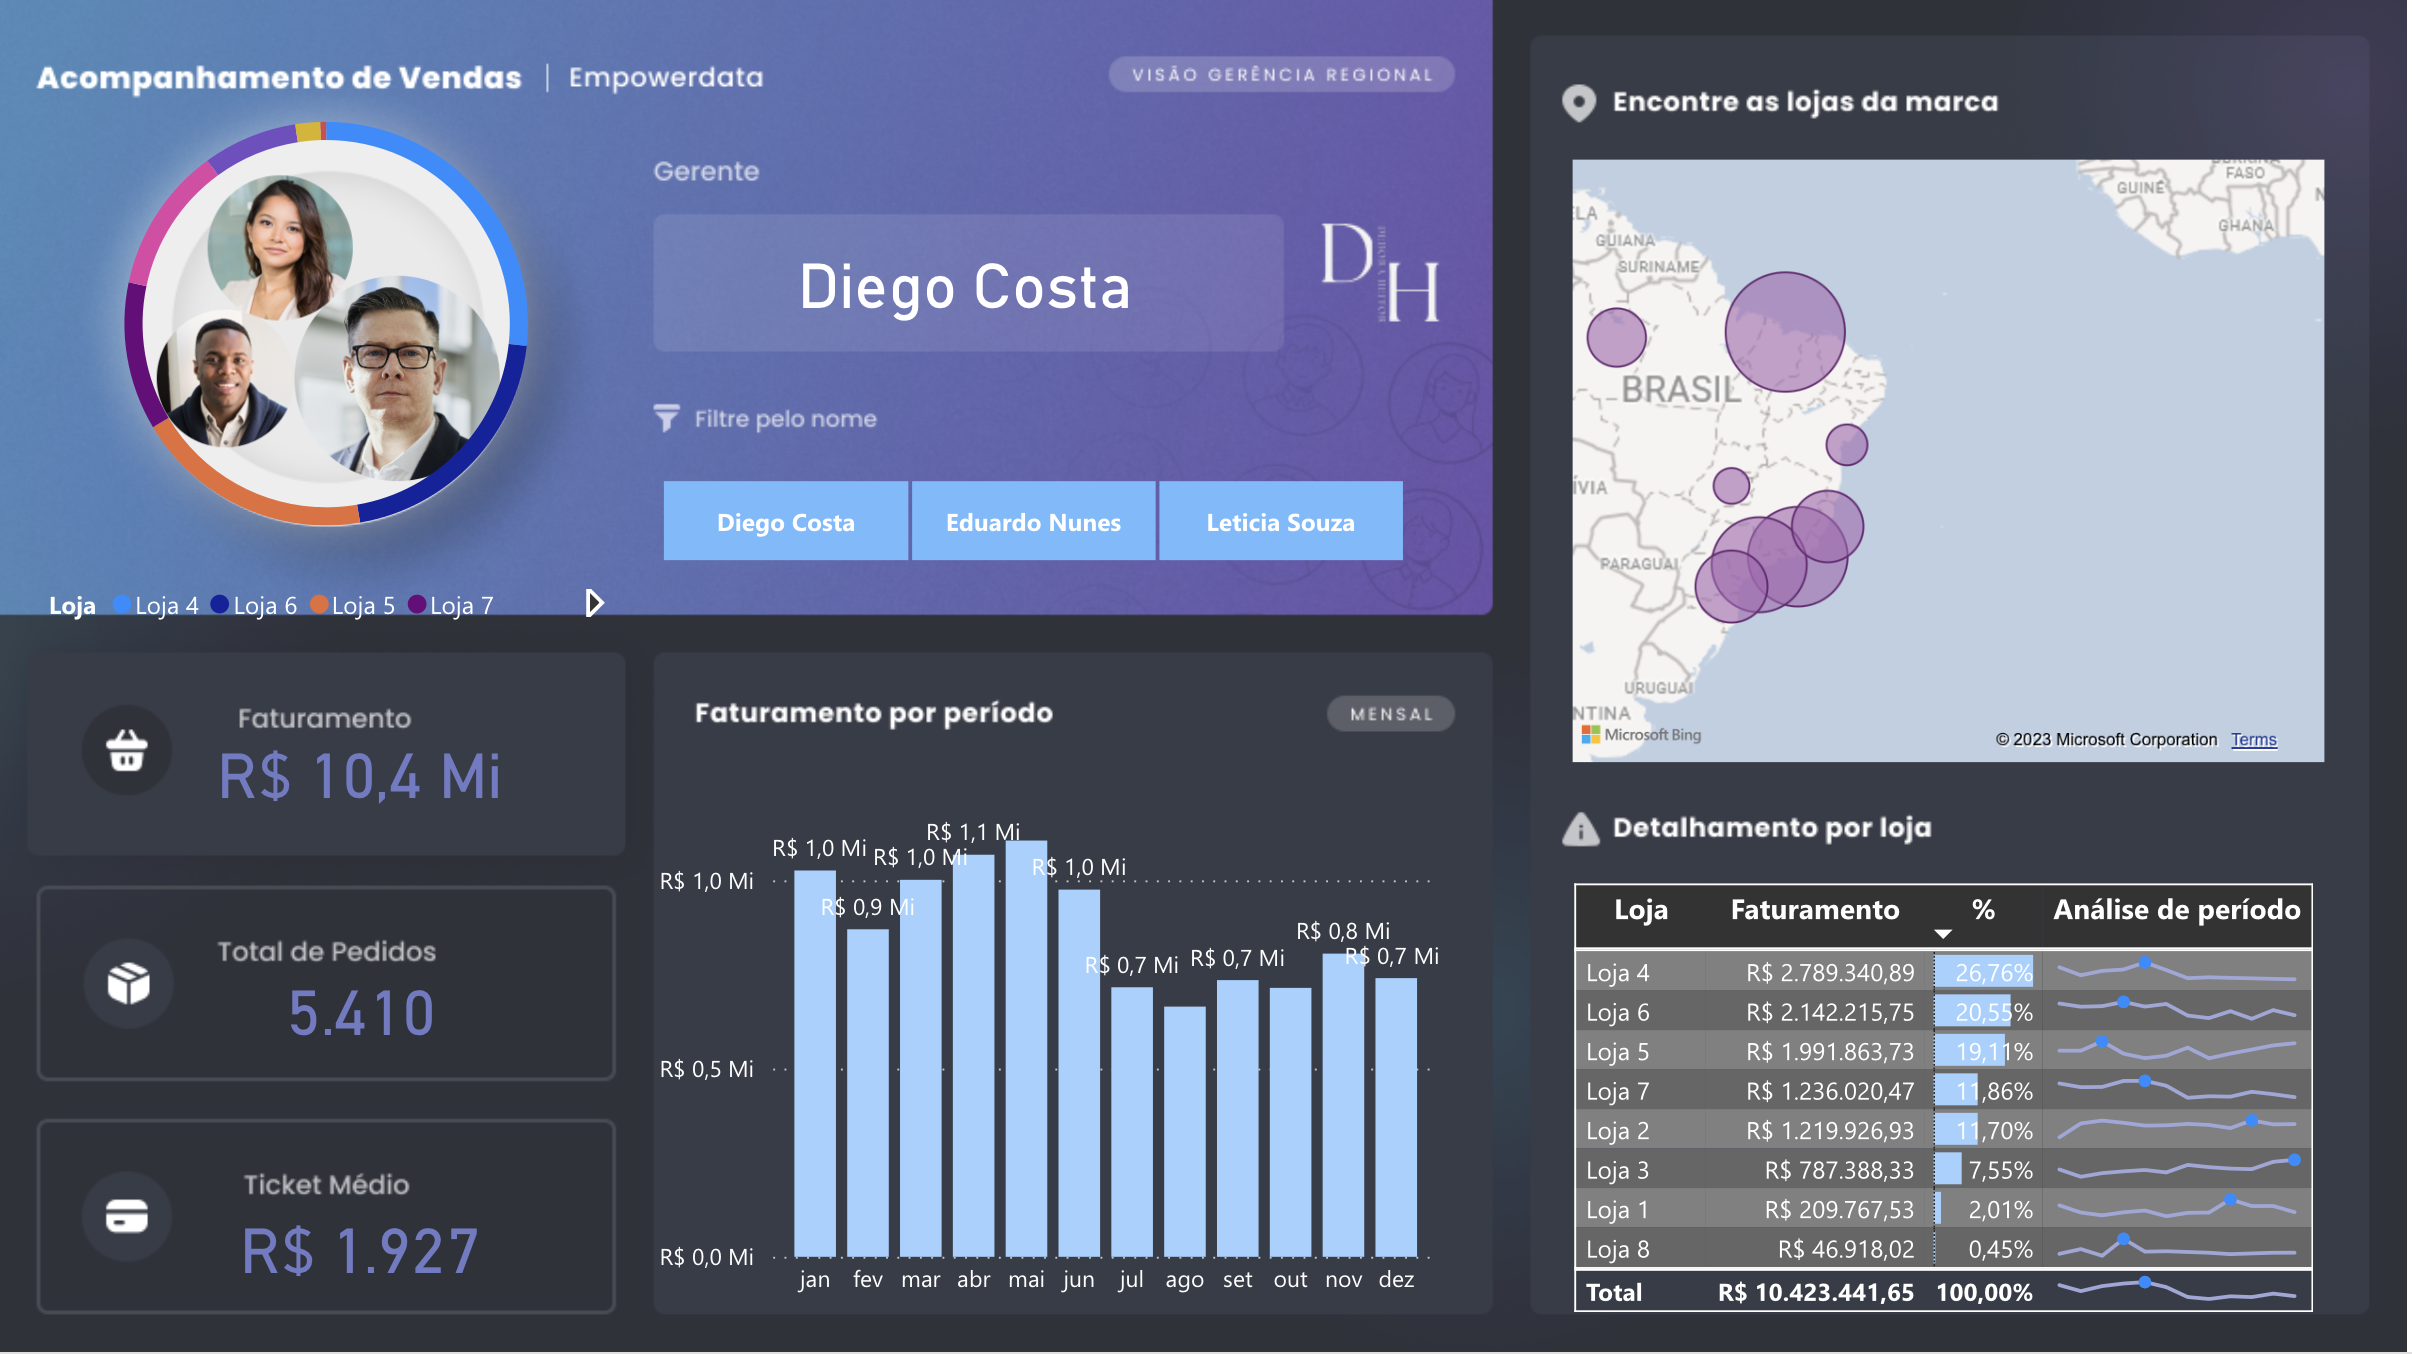 Acompanhamento de Vendas | Empowerdata
VISÃO GERÊNCIA REGIONAL
Gerente
Diego Costa
DH
Filtre pelo nome
Diego Costa
Eduardo Nunes
Leticia Souza
Loja Loja 4 Loja 6 Loja 5 Loja 7
Faturamento
R$ 10,4 Mi
Total de Pedidos
5.410
Ticket Médio
R$ 1.927
Faturamento por período
MENSAL
R$ 1,0 Mi
R$ 0,5 Mi
R$ 0,0 Mi
R$ 1,0 Mi
R$ 0,9 Mi
R$ 1,0 Mi
R$ 1,1 Mi
R$ 1,0 Mi
R$ 0,7 Mi
R$ 0,7 Mi
R$ 0,8 Mi
R$ 0,7 Mi
jan fev mar abr mai jun jul ago set out nov dez
Encontre as lojas da marca
ELA
GUIANA
SURINAME
BRASIL
ÍVIA
PARAGUAI
URUGUAI
NTINA
GUINÉ
BURKINA
FASO
GHANA
N
Microsoft Bing
© 2023 Microsoft Corporation Terms
Detalhamento por loja
Loja Faturamento % Análise de período
Loja 4 R$ 2.789.340,89 26,76%
Loja 6 R$ 2.142.215,75 20,55%
Loja 5 R$ 1.991.863,73 19,11%
Loja 7 R$ 1.236.020,47 11,86%
Loja 2 R$ 1.219.926,93 11,70%
Loja 3 R$ 787.388,33 7,55%
Loja 1 R$ 209.767,53 2,01%
Loja 8 R$ 46.918,02 0,45%
Total R$ 10.423.441,65 100,00%